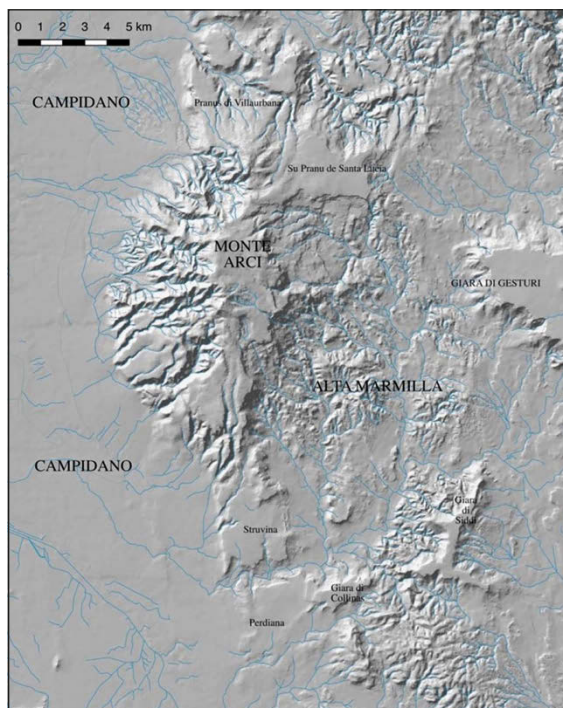 0 1 2 3 4 5 km
CAMPIDANO
Pranus di Villaurbana
Su Pranu de Santa Lucia
MONTE
ARCI
GIARA DI GESTURI
ALTA MARMILLA
CAMPIDANO
Giara
di
Siddi
Struvina
Giara di
Collinas
Perdiana